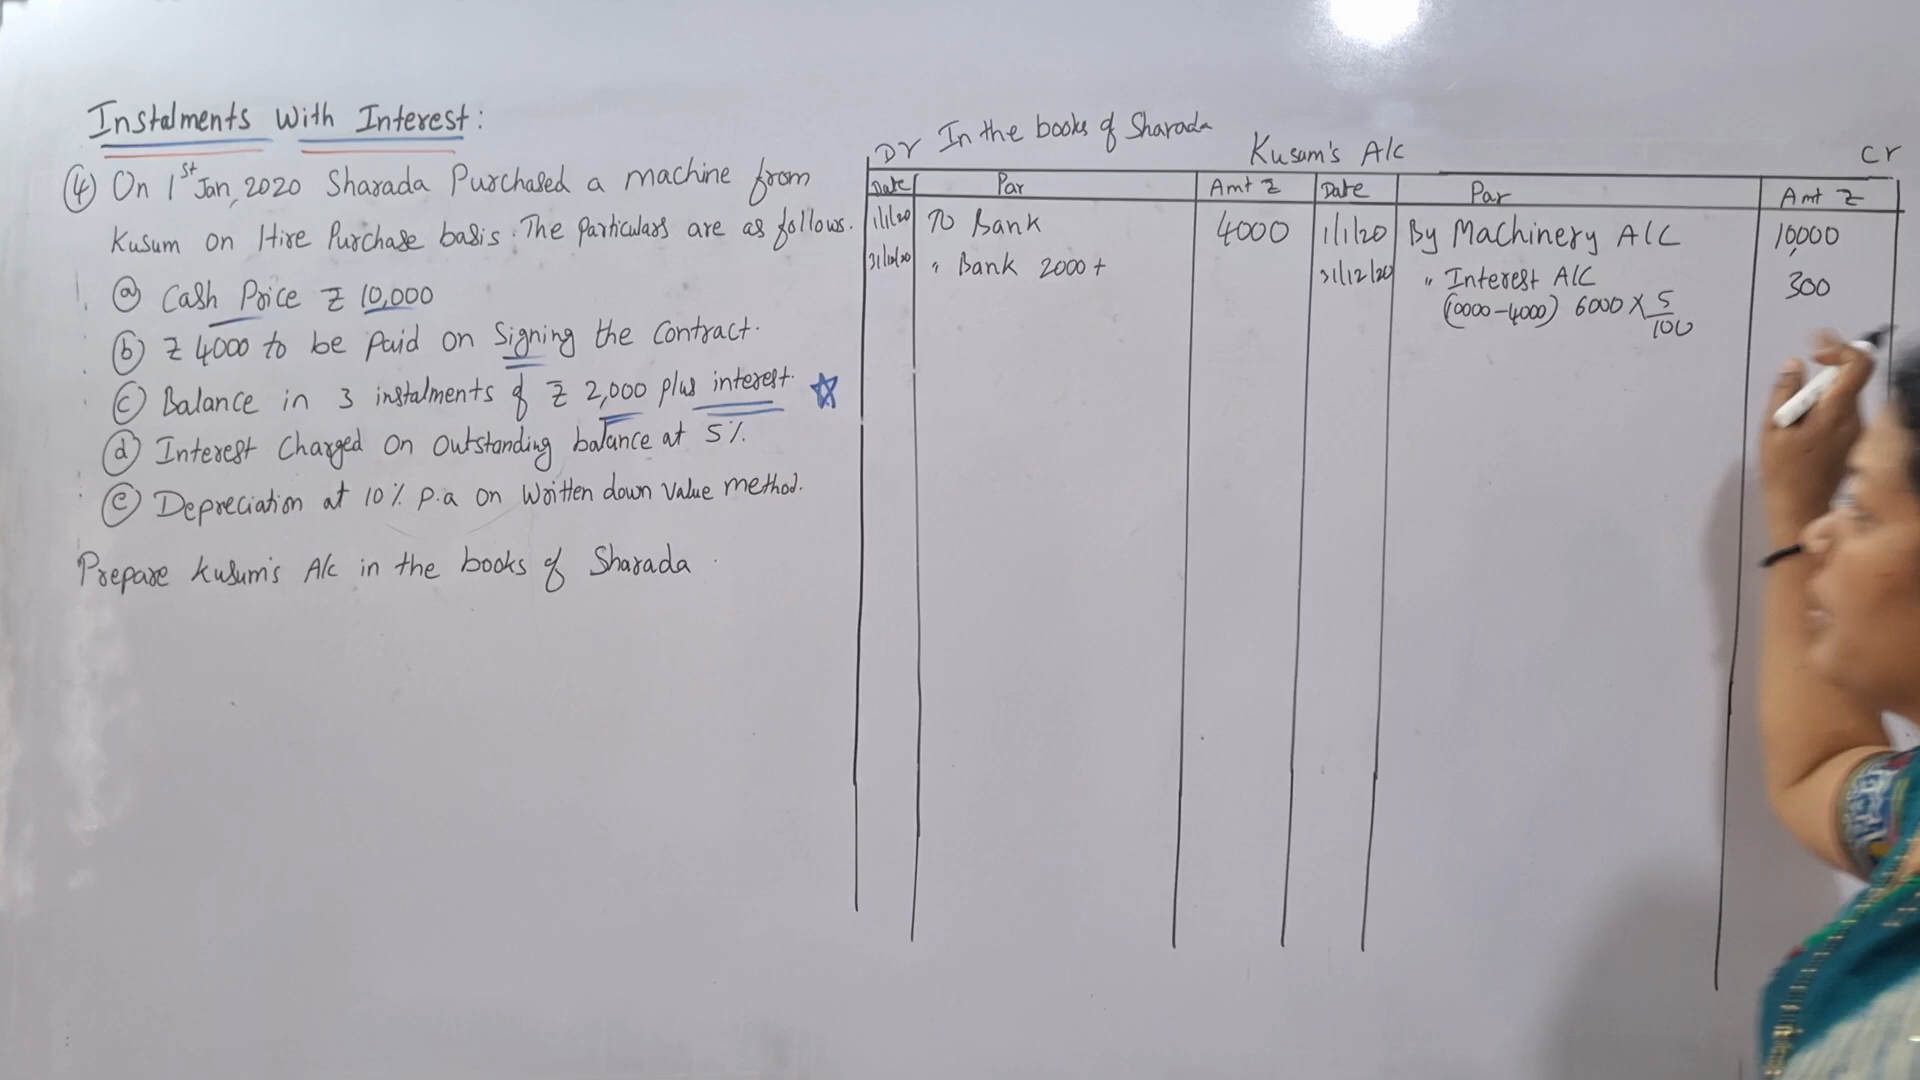 Instalments With Interest:
④ On 1st Jan, 2020 Sharada Purchased a machine from
Kusum on Hire Purchase basis. The Particulars are as follows.
ⓐ Cash Price ₹ 10,000
ⓑ ₹ 4000 to be Paid on Signing the Contract.
ⓒ Balance in 3 instalments of ₹ 2,000 plus interest. ☆
ⓓ Interest Charged on Outstanding balance at 5%.
ⓔ Depreciation at 10% p.a on Written down Value method.
Prepare Kusum's A/c in the books of Sharada.
In the books of Sharada
Dr Kusum's A/c Cr
Date Par Amt ₹ Date Par Amt ₹
1/1/20 To Bank 4000 1/1/20 By Machinery A/C 10,000
31/12/20 " Bank 2000 + 31/12/20 " Interest A/C 300
(10000-4000) 6000 × 5/100